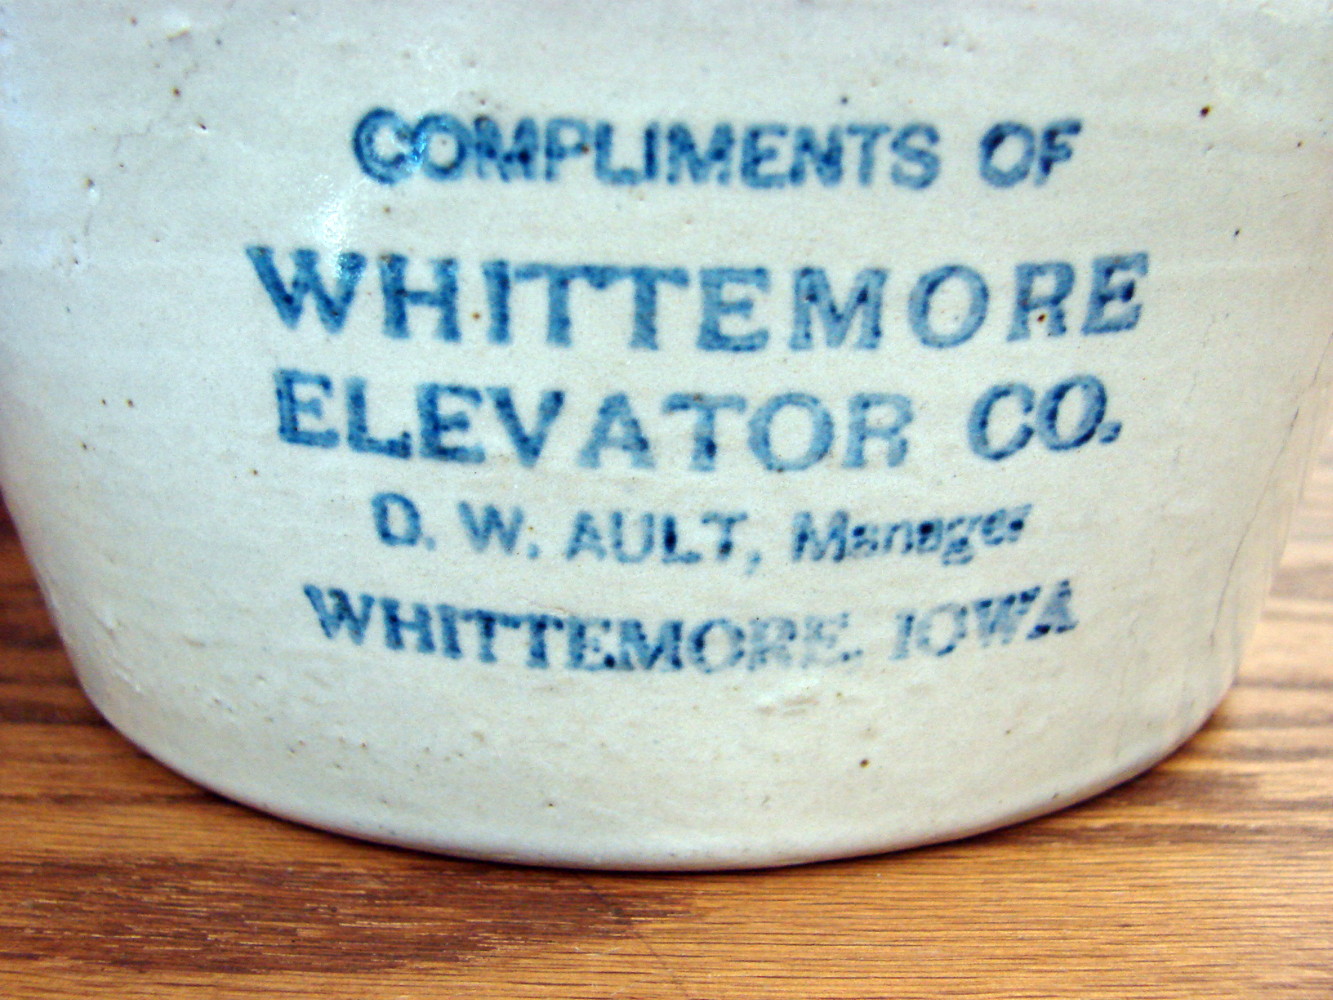 COMPLIMENTS OF
WHITTEMORE
ELEVATOR CO.
D. W. AULT, Manager
WHITTEMORE, IOWA